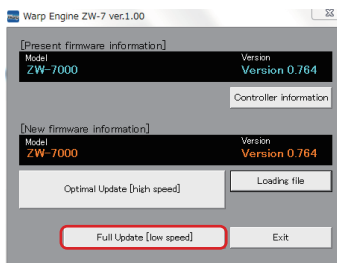 Warp Engine ZW-7 ver.1.00
[Present firmware information]
Model Version
ZW-7000 Version 0.764
Controller information
[New firmware information]
Model Version
ZW-7000 Version 0.764
Optimal Update [high speed] Loading file
Full Update [low speed] Exit